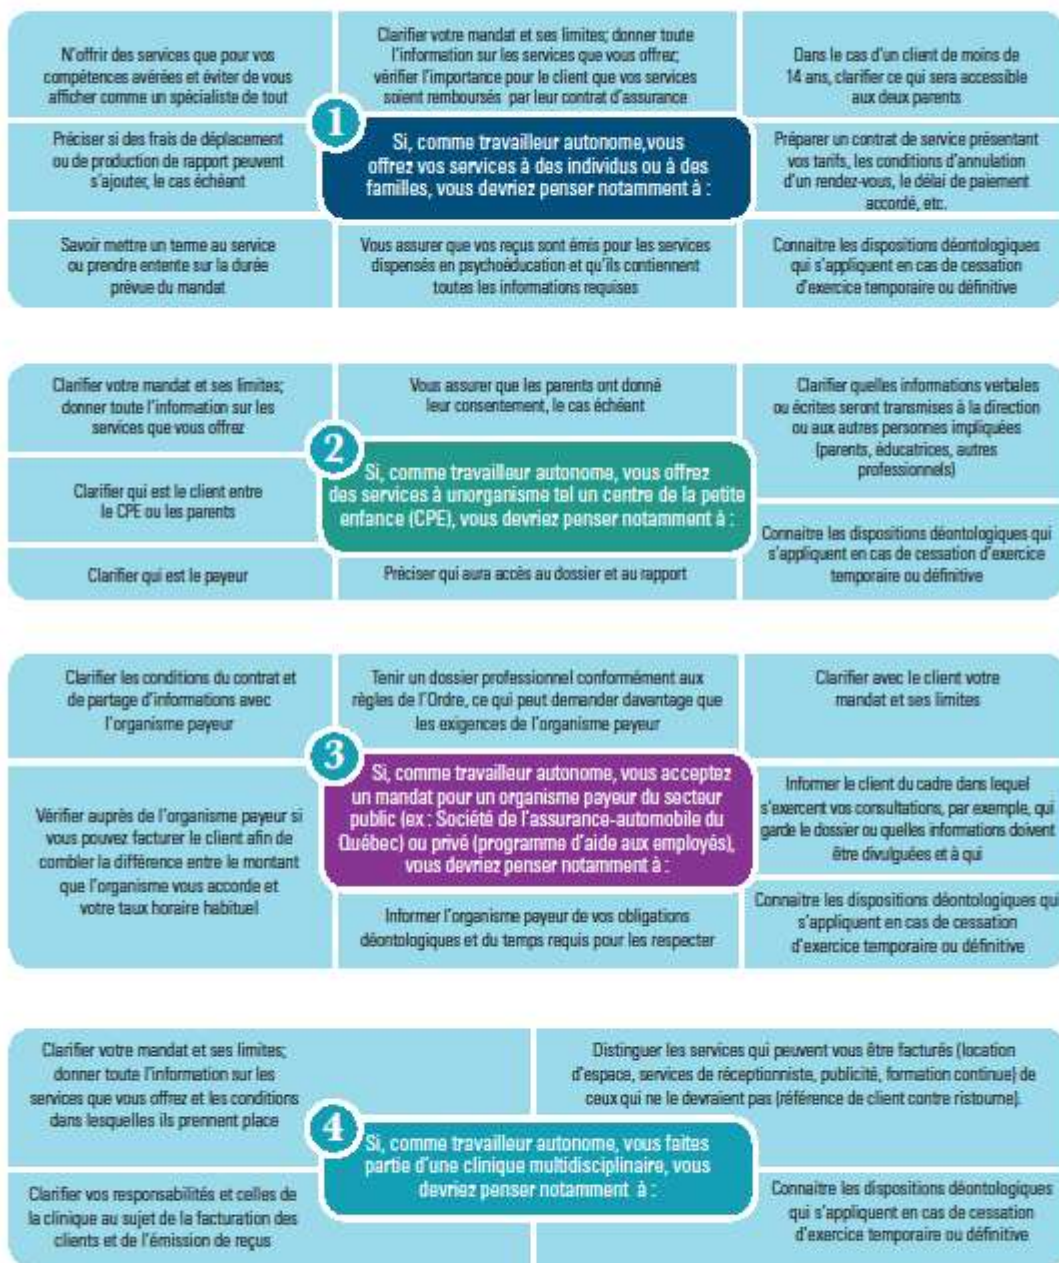 N'offrir des services que pour vos
compétences avérées et éviter de vous
afficher comme un spécialiste de tout
Clarifier votre mandat et ses limites; donner toute
l'information sur les services que vous offrez;
vérifier l'importance pour le client que vos services
soient remboursés par leur contrat d'assurance
Dans le cas d'un client de moins de
14 ans, clarifier ce qui sera accessible
aux deux parents
1
Si, comme travailleur autonome,vous
offrez vos services à des individus ou à des
familles, vous devriez penser notamment à :
Préciser si des frais de déplacement
ou de production de rapport peuvent
s'ajouter, le cas échéant
Préparer un contrat de service présentant
vos tarifs, les conditions d'annulation
d'un rendez-vous, le délai de paiement
accordé, etc.
Savoir mettre un terme au service
ou prendre entente sur la durée
prévue du mandat
Vous assurer que vos reçus sont émis pour les services
dispensés en psychoéducation et qu'ils contiennent
toutes les informations requises
Connaitre les dispositions déontologiques
qui s'appliquent en cas de cessation
d'exercice temporaire ou définitive
Clarifier votre mandat et ses limites;
donner toute l'information sur les
services que vous offrez
Vous assurer que les parents ont donné
leur consentement, le cas échéant
Clarifier quelles informations verbales
ou écrites seront transmises à la direction
ou aux autres personnes impliquées
(parents, éducatrices, autres
professionnels)
2
Si, comme travailleur autonome, vous offrez
des services à unorganisme tel un centre de la petite
enfance (CPE), vous devriez penser notamment à :
Clarifier qui est le client entre
le CPE ou les parents
Clarifier qui est le payeur
Préciser qui aura accès au dossier et au rapport
Connaitre les dispositions déontologiques qui
s'appliquent en cas de cessation d'exercice
temporaire ou définitive
Clarifier les conditions du contrat et
de partage d'informations avec
l'organisme payeur
Tenir un dossier professionnel conformément aux
règles de l'Ordre, ce qui peut demander davantage que
les exigences de l'organisme payeur
Clarifier avec le client votre
mandat et ses limites
3
Si, comme travailleur autonome, vous acceptez
un mandat pour un organisme payeur du secteur
public (ex : Société de l'assurance-automobile du
Québec) ou privé (programme d'aide aux employés),
vous devriez penser notamment à :
Vérifier auprès de l'organisme payeur si
vous pouvez facturer le client afin de
combler la différence entre le montant
que l'organisme vous accorde et
votre taux horaire habituel
Informer le client du cadre dans lequel
s'exercent vos consultations, par exemple, qui
garde le dossier ou quelles informations doivent
être divulguées et à qui
Informer l'organisme payeur de vos obligations
déontologiques et du temps requis pour les respecter
Connaitre les dispositions déontologiques qui
s'appliquent en cas de cessation
d'exercice temporaire ou définitive
Clarifier votre mandat et ses limites;
donner toute l'information sur les
services que vous offrez et les conditions
dans lesquelles ils prennent place
Distinguer les services qui peuvent vous être facturés (location
d'espace, services de réceptionniste, publicité, formation continue) de
ceux qui ne le devraient pas (référence de client contre ristourne).
4
Si, comme travailleur autonome, vous faites
partie d'une clinique multidisciplinaire, vous
devriez penser notamment à :
Clarifier vos responsabilités et celles de
la clinique au sujet de la facturation des
clients et de l'émission de reçus
Connaitre les dispositions déontologiques
qui s'appliquent en cas de cessation
d'exercice temporaire ou définitive